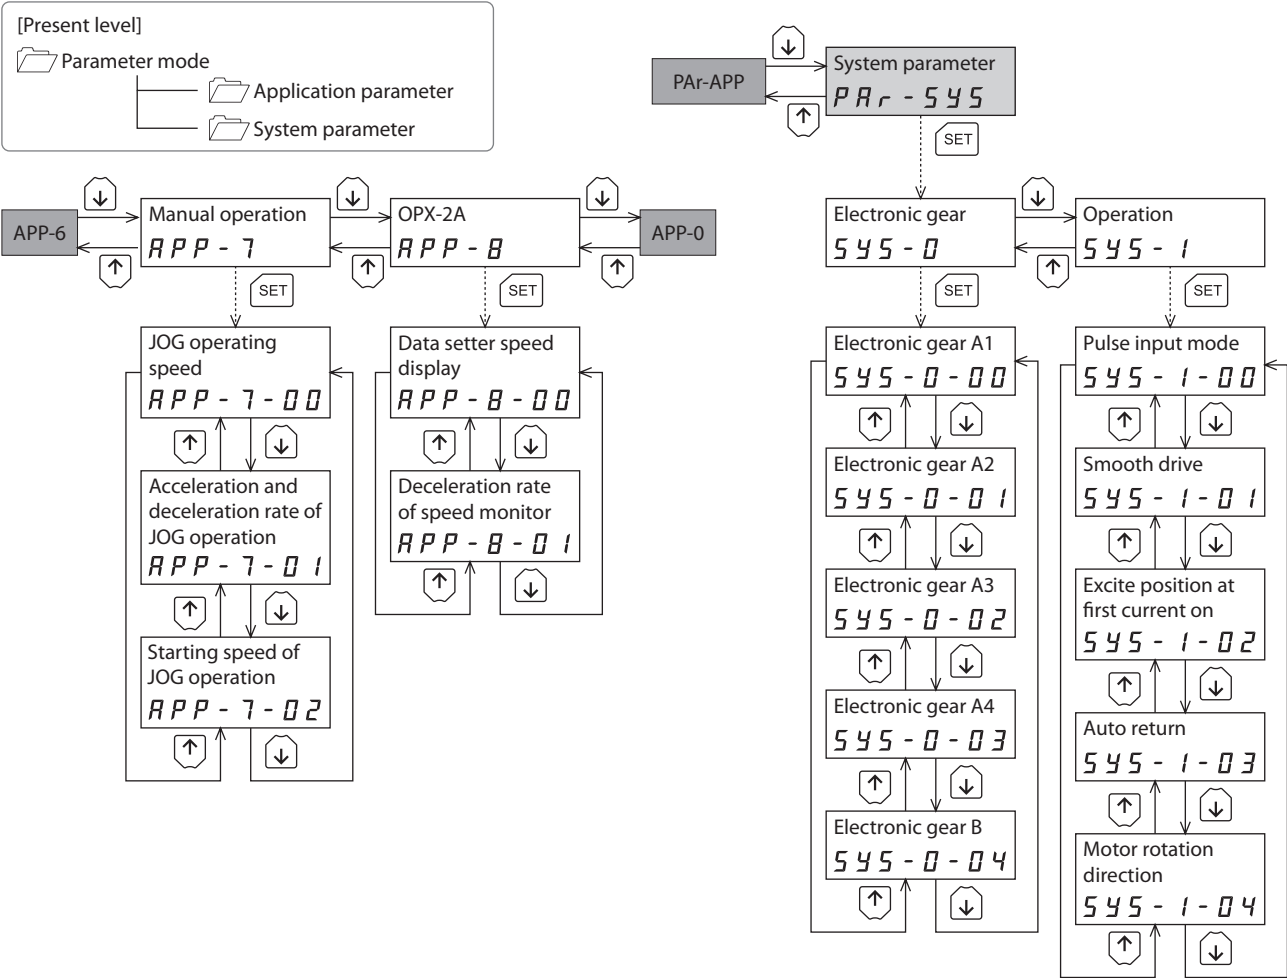 [Present level]
Parameter mode
Application parameter
System parameter
PAr-APP
System parameter
PAr-SYS
SET
APP-6
Manual operation
APP-7
OPX-2A
APP-8
APP-0
SET
SET
JOG operating
speed
APP-7-00
Acceleration and
deceleration rate of
JOG operation
APP-7-01
Starting speed of
JOG operation
APP-7-02
Data setter speed
display
APP-8-00
Deceleration rate
of speed monitor
APP-8-01
Electronic gear
SYS-0
Operation
SYS-1
SET
SET
Electronic gear A1
SYS-0-00
Electronic gear A2
SYS-0-01
Electronic gear A3
SYS-0-02
Electronic gear A4
SYS-0-03
Electronic gear B
SYS-0-04
Pulse input mode
SYS-1-00
Smooth drive
SYS-1-01
Excite position at
first current on
SYS-1-02
Auto return
SYS-1-03
Motor rotation
direction
SYS-1-04